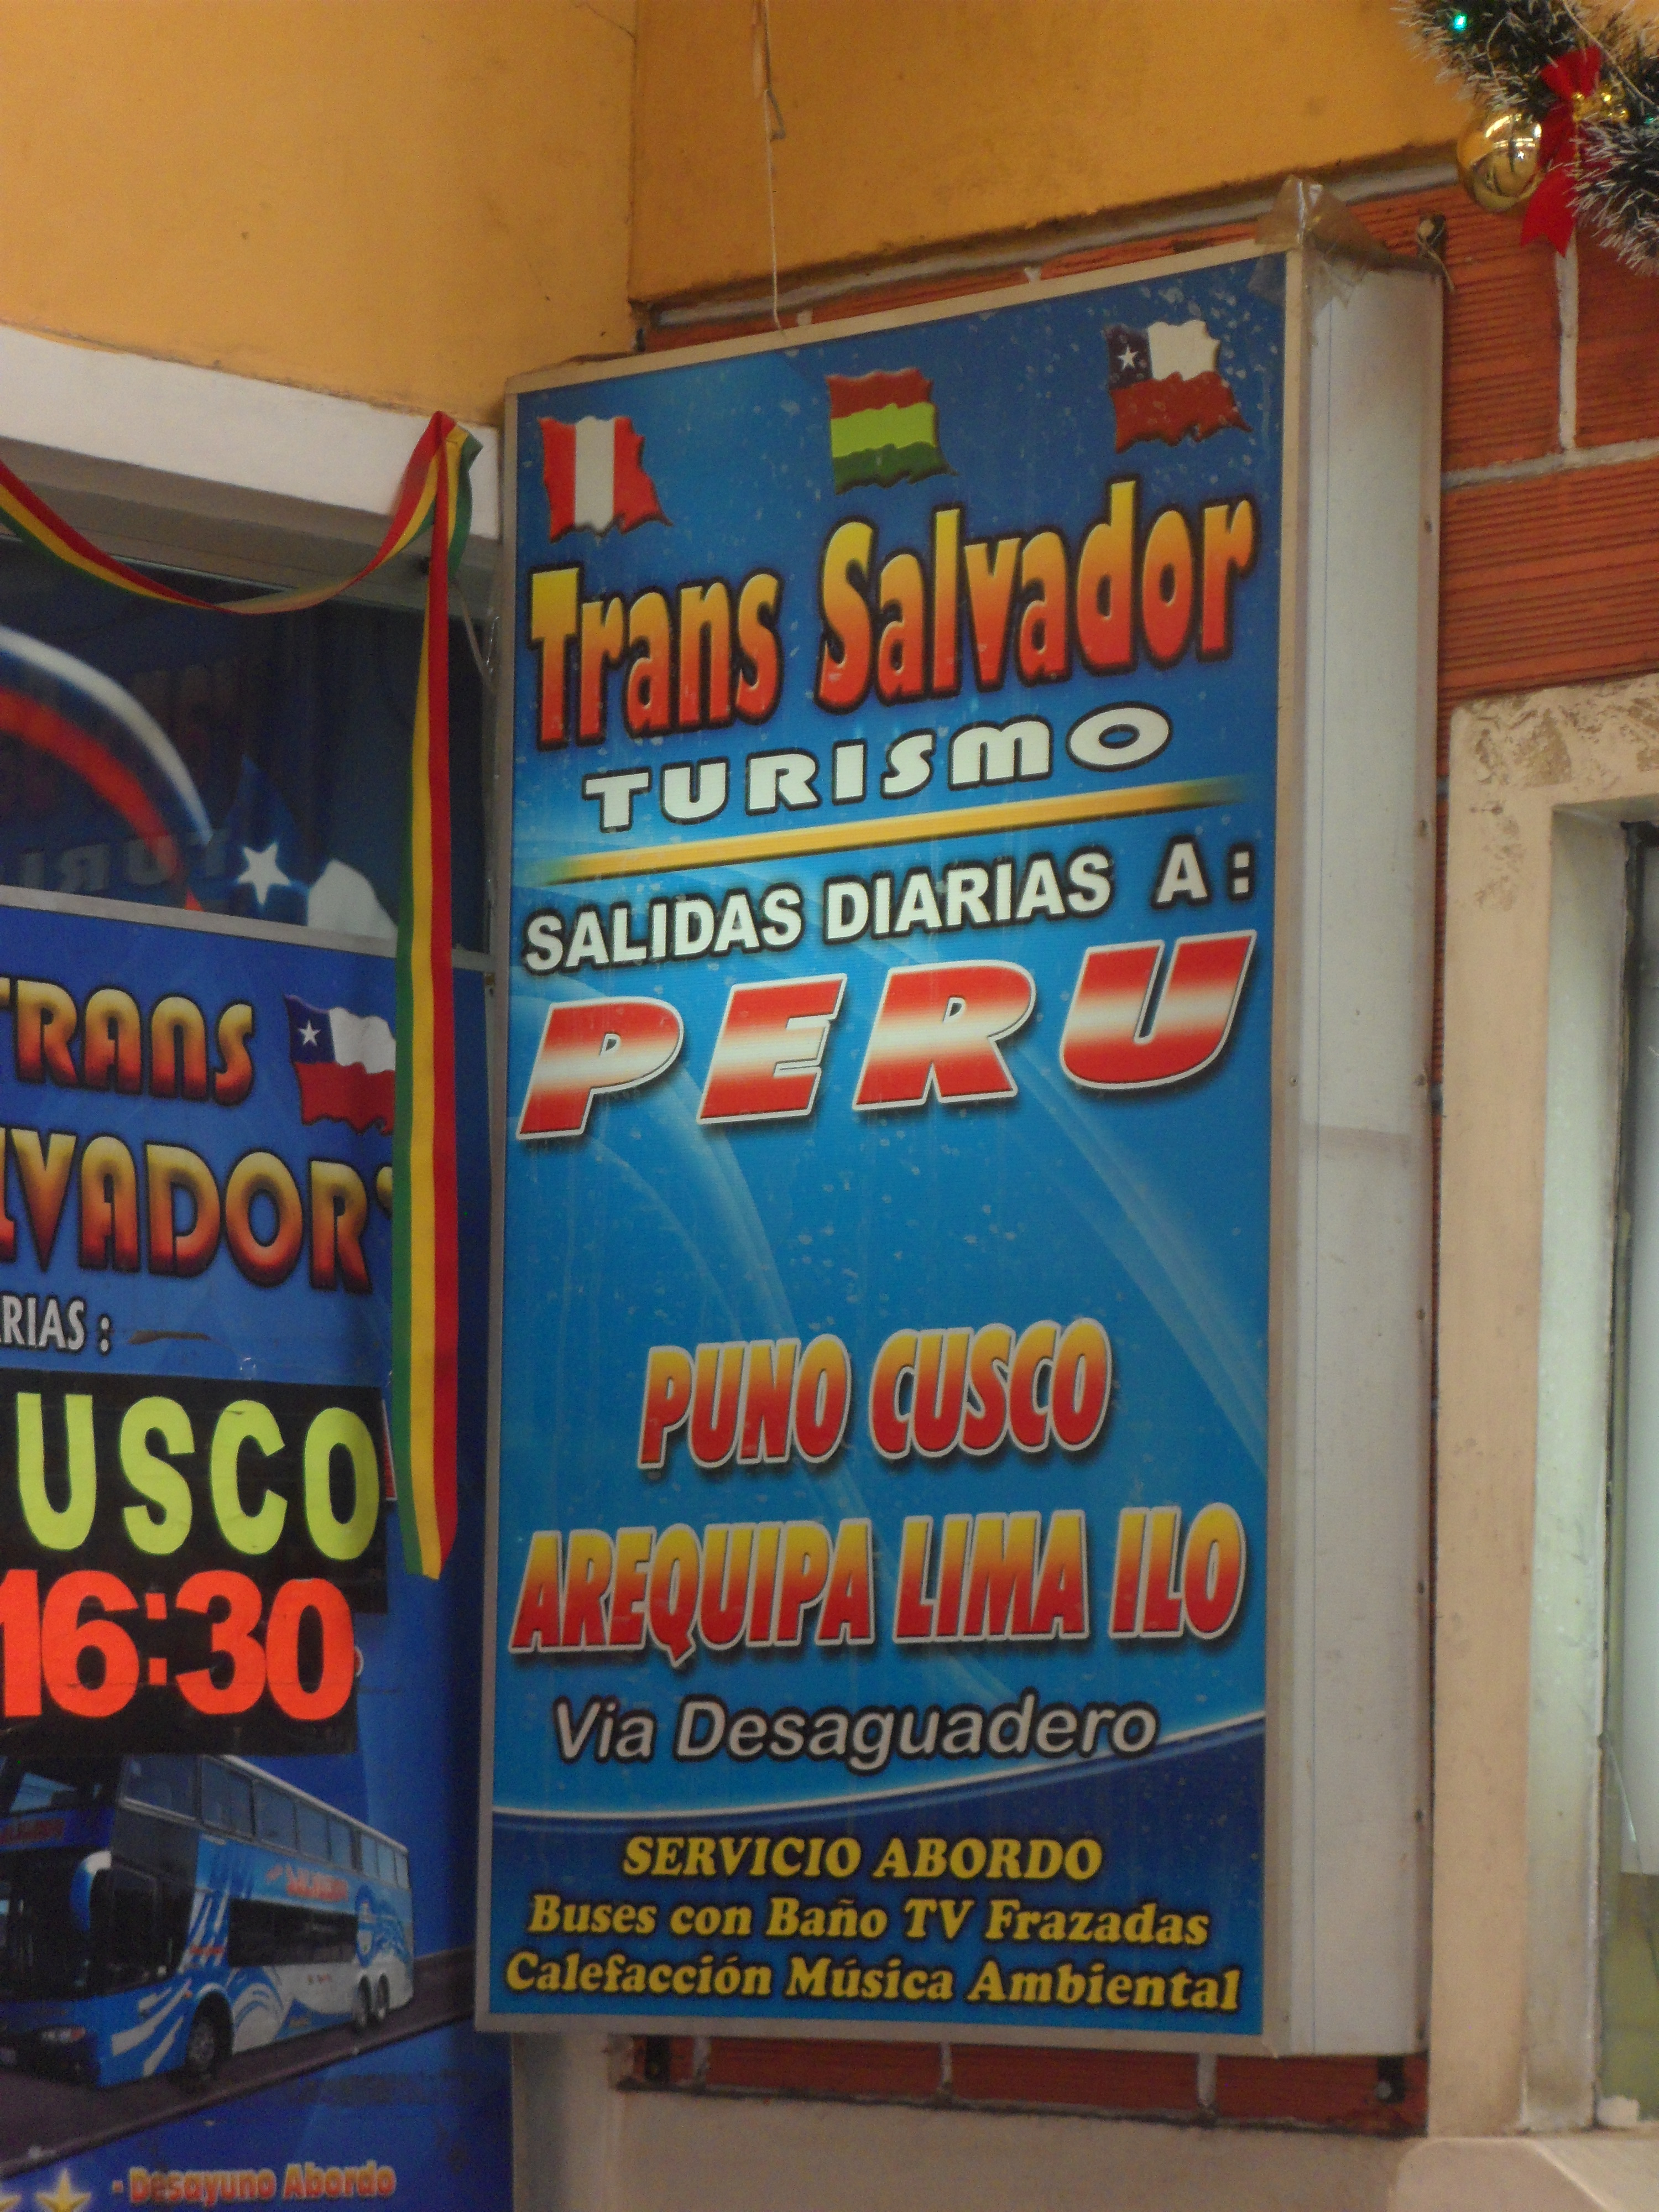 Trans Salvador
TURISMO
SALIDAS DIARIAS A :
PERU
PUNO CUSCO
AREQUIPA LIMA ILO
Via Desaguadero
SERVICIO ABORDO
Buses con Baño TV Frazadas
Calefacción Música Ambiental
TRANS
LVADOR'
RIAS :
USCO
16:30
- Desayuno Abordo